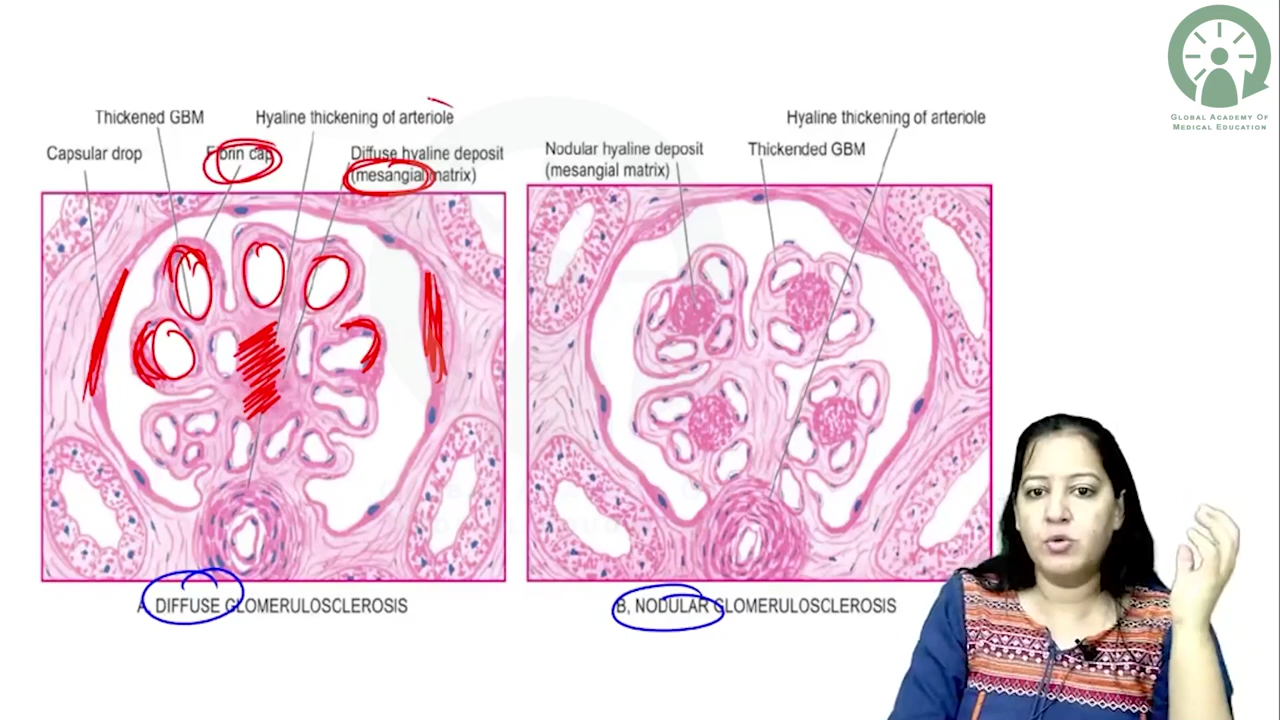 GLOBAL ACADEMY OF
MEDICAL EDUCATION
Thickened GBM
Hyaline thickening of arteriole
Capsular drop
Fibrin cap
Diffuse hyaline deposit
(mesangial matrix)
Hyaline thickening of arteriole
Nodular hyaline deposit
(mesangial matrix)
Thickended GBM
A, DIFFUSE GLOMERULOSCLEROSIS
B, NODULAR GLOMERULOSCLEROSIS